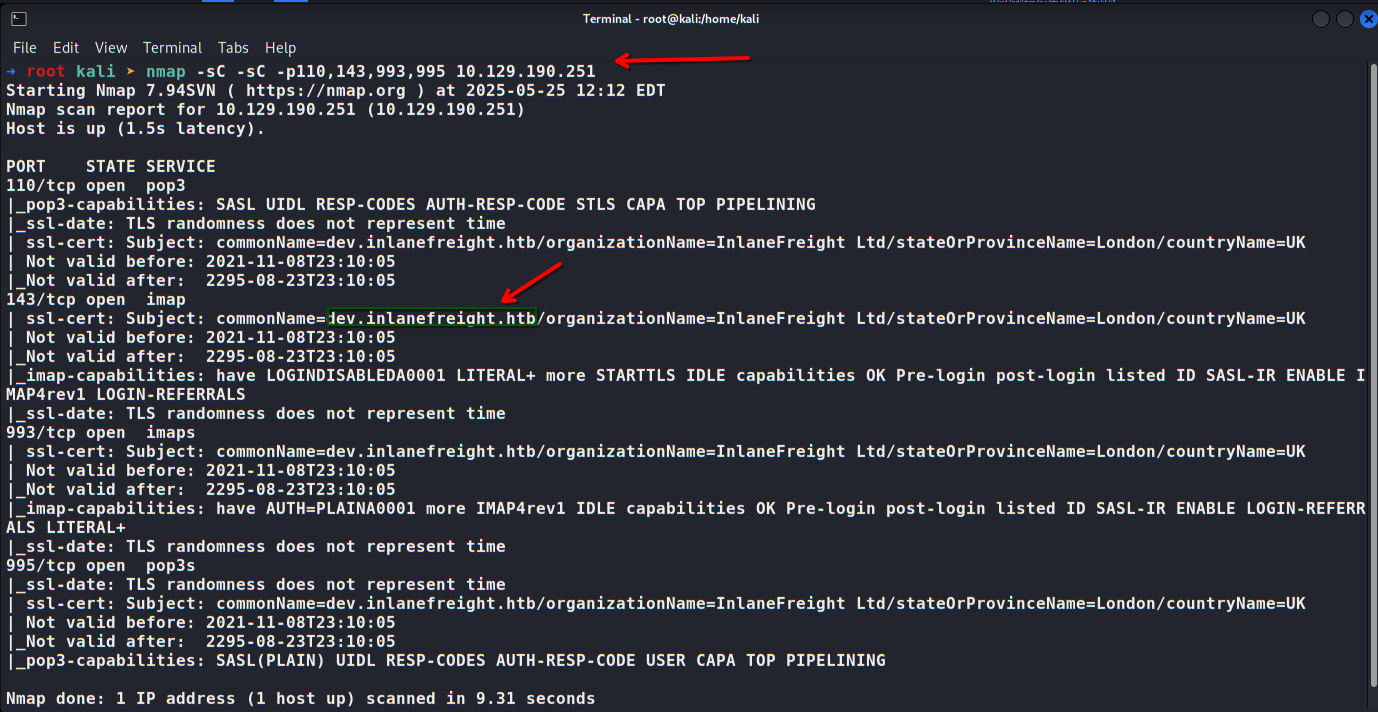 Terminal - root@kali:/home/kali
File Edit View Terminal Tabs Help
→ root kali ➤ nmap -sC -sC -p110,143,993,995 10.129.190.251
Starting Nmap 7.94SVN ( https://nmap.org ) at 2025-05-25 12:12 EDT
Nmap scan report for 10.129.190.251 (10.129.190.251)
Host is up (1.5s latency).
PORT    STATE SERVICE
110/tcp open  pop3
|_pop3-capabilities: SASL UIDL RESP-CODES AUTH-RESP-CODE STLS CAPA TOP PIPELINING
|_ssl-date: TLS randomness does not represent time
| ssl-cert: Subject: commonName=dev.inlanefreight.htb/organizationName=InlaneFreight Ltd/stateOrProvinceName=London/countryName=UK
| Not valid before: 2021-11-08T23:10:05
|_Not valid after:  2295-08-23T23:10:05
143/tcp open  imap
| ssl-cert: Subject: commonName=dev.inlanefreight.htb/organizationName=InlaneFreight Ltd/stateOrProvinceName=London/countryName=UK
| Not valid before: 2021-11-08T23:10:05
|_Not valid after:  2295-08-23T23:10:05
|_imap-capabilities: have LOGINDISABLEDA0001 LITERAL+ more STARTTLS IDLE capabilities OK Pre-login post-login listed ID SASL-IR ENABLE I
MAP4rev1 LOGIN-REFERRALS
|_ssl-date: TLS randomness does not represent time
993/tcp open  imaps
| ssl-cert: Subject: commonName=dev.inlanefreight.htb/organizationName=InlaneFreight Ltd/stateOrProvinceName=London/countryName=UK
| Not valid before: 2021-11-08T23:10:05
|_Not valid after:  2295-08-23T23:10:05
|_imap-capabilities: have AUTH=PLAINA0001 more IMAP4rev1 IDLE capabilities OK Pre-login post-login listed ID SASL-IR ENABLE LOGIN-REFERR
ALS LITERAL+
|_ssl-date: TLS randomness does not represent time
995/tcp open  pop3s
|_ssl-date: TLS randomness does not represent time
| ssl-cert: Subject: commonName=dev.inlanefreight.htb/organizationName=InlaneFreight Ltd/stateOrProvinceName=London/countryName=UK
| Not valid before: 2021-11-08T23:10:05
|_Not valid after:  2295-08-23T23:10:05
|_pop3-capabilities: SASL(PLAIN) UIDL RESP-CODES AUTH-RESP-CODE USER CAPA TOP PIPELINING
Nmap done: 1 IP address (1 host up) scanned in 9.31 seconds